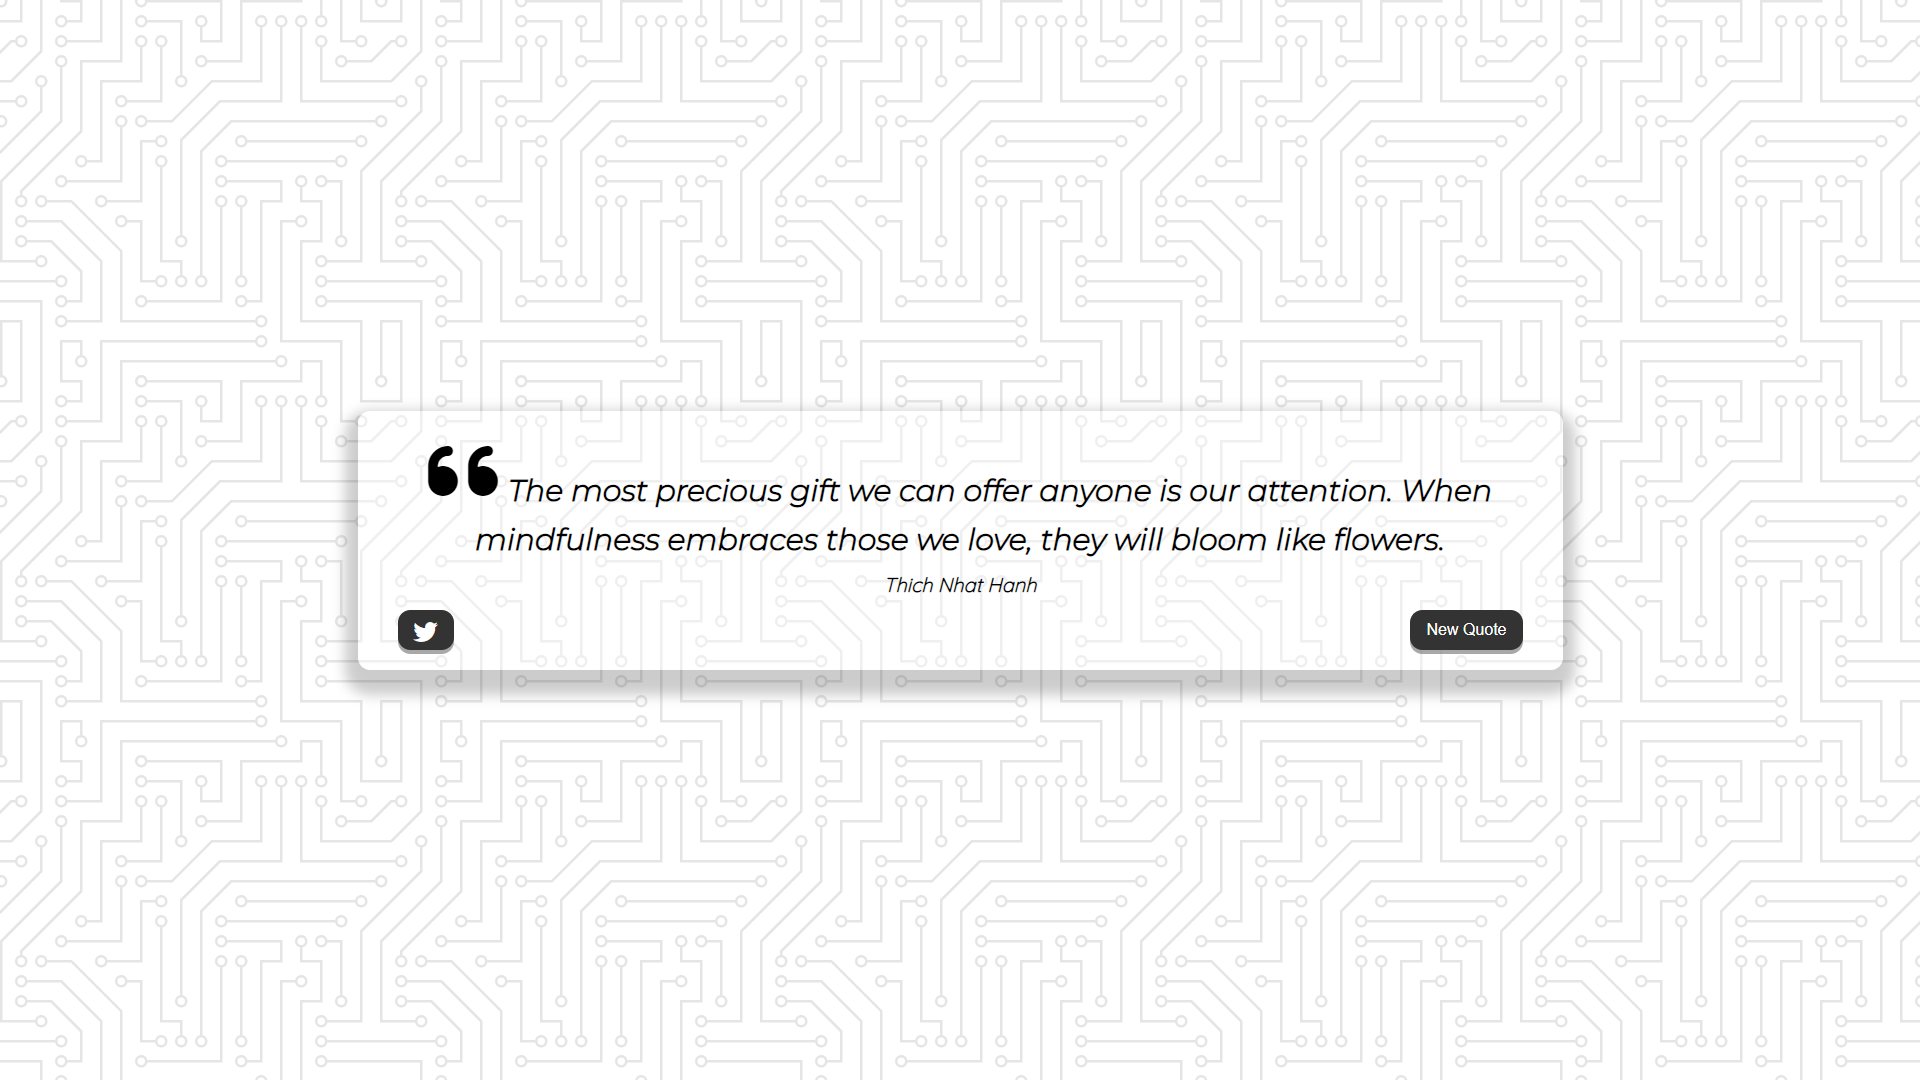 The most precious gift we can offer anyone is our attention. When
mindfulness embraces those we love, they will bloom like flowers.
Thich Nhat Hanh
New Quote